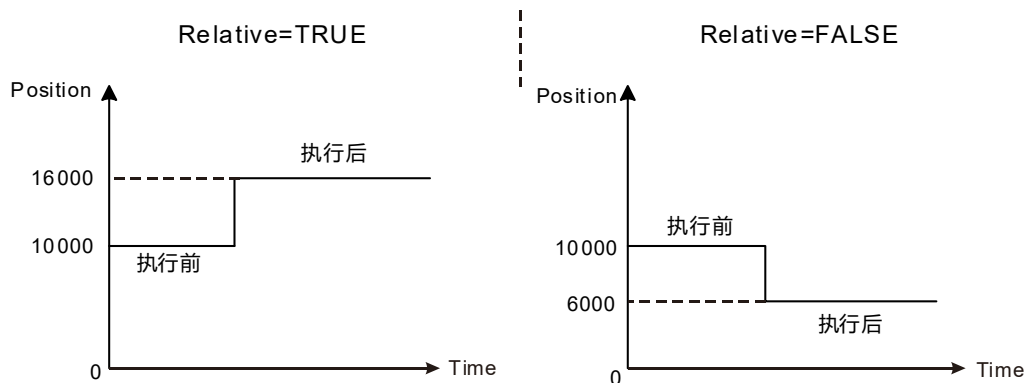 Relative=TRUE
Position
执行后
16000
10000
执行前
0
Time
Relative=FALSE
Position
执行前
10000
6000
执行后
0
Time